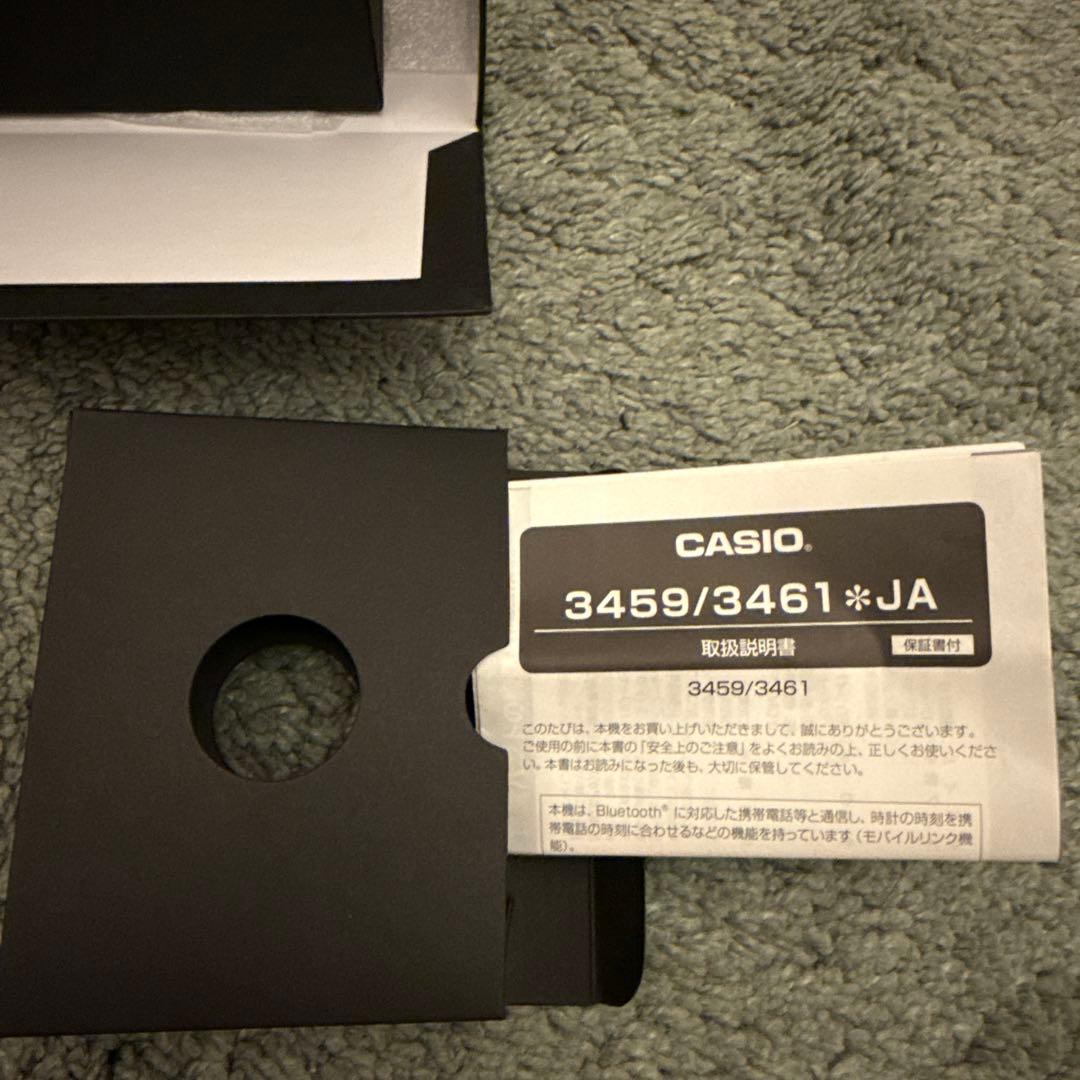 CASIO®
3459/3461＊JA
取扱説明書 保証書付
3459/3461
このたびは、本機をお買い上げいただきまして、誠にありがとうございます。
ご使用の前に本書の「安全上のご注意」をよくお読みの上、正しくお使いくださ
い。本書はお読みになった後も、大切に保管してください。
本機は、Bluetooth® に対応した携帯電話等と通信し、時計の時刻を携
帯電話の時刻に合わせるなどの機能を持っています（モバイルリンク機
能）。